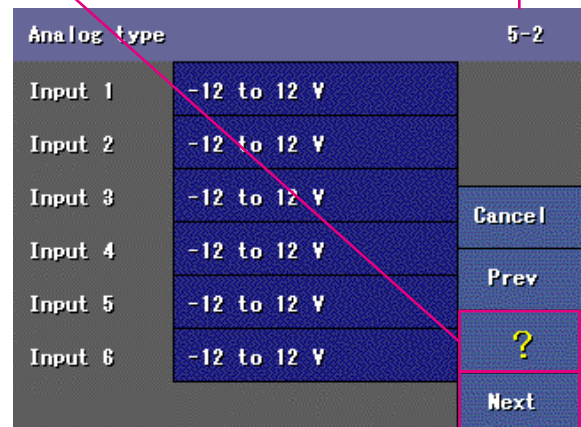 Analog type 5-2
Input 1 -12 to 12 V
Input 2 -12 to 12 V
Input 3 -12 to 12 V
Cancel
Input 4 -12 to 12 V
Prev
Input 5 -12 to 12 V
?
Input 6 -12 to 12 V
Next